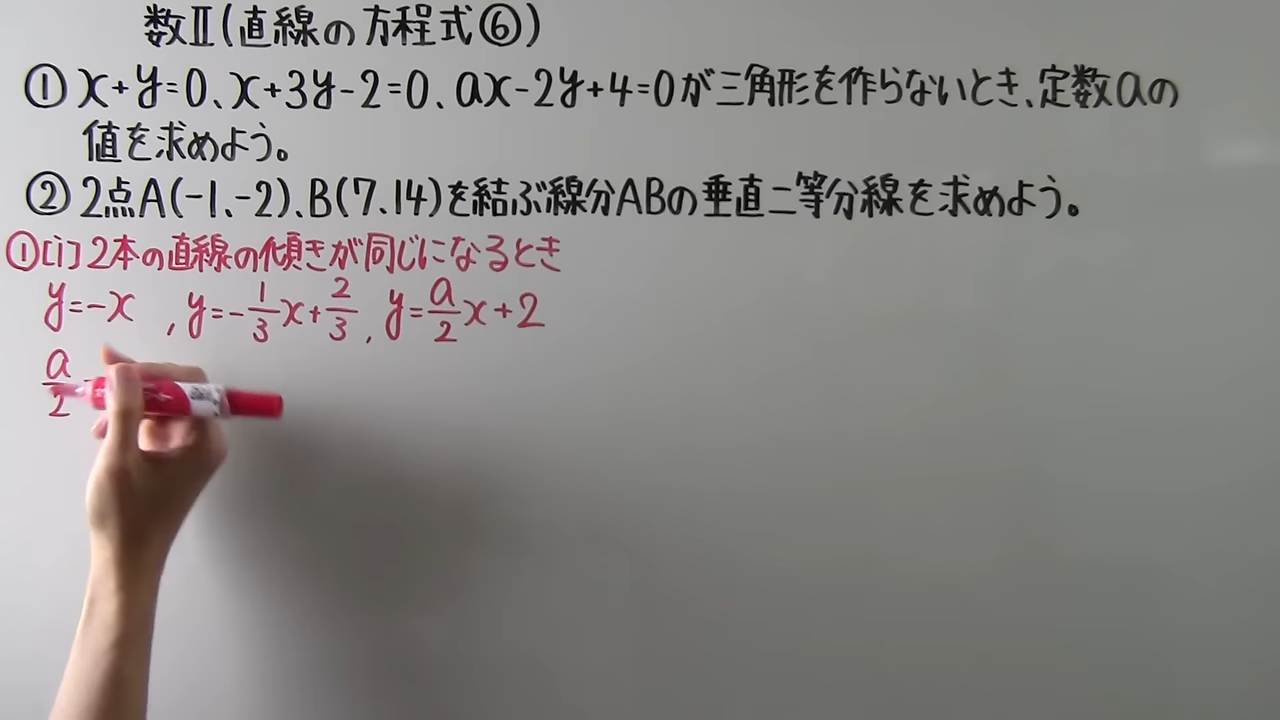 数Ⅱ(直線の方程式⑥)
① x+y=0、x+3y-2=0、ax-2y+4=0が三角形を作らないとき、定数aの
値を求めよう。
② 2点A(-1、-2)、B(7、14)を結ぶ線分ABの垂直二等分線を求めよう。
①[i] 2本の直線の傾きが同じになるとき
y=-x , y=-1/3x+2/3 , y=a/2x+2
a/2